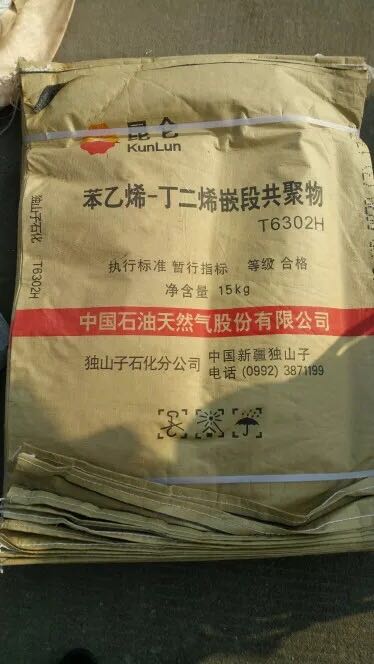 昆仑
KunLun
苯乙烯-丁二烯嵌段共聚物
T6302H
独山子石化 T6302H
执行标准 暂行指标 等级 合格
净含量 15kg
中国石油天然气股份有限公司
独山子石化分公司
中国新疆独山子
电话 (0992) 3871199